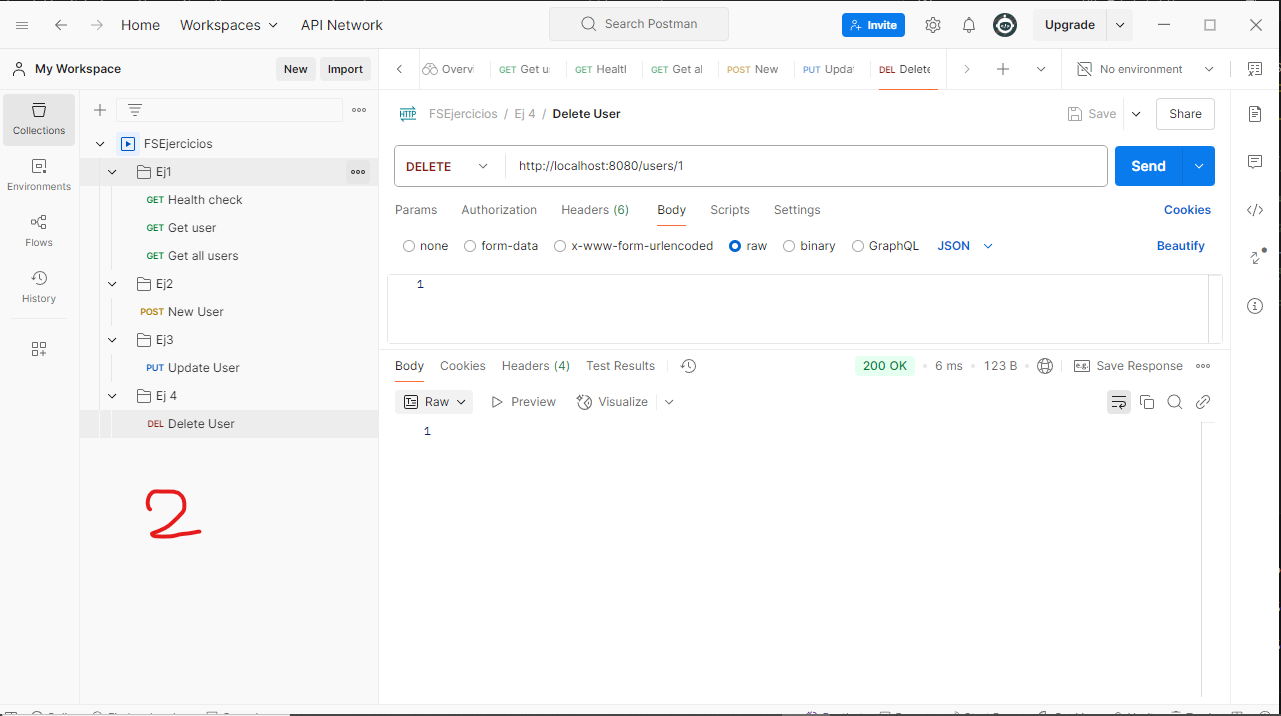 Home Workspaces API Network Search Postman Invite Upgrade
My Workspace New Import Overvi GET Get u GET Healtl GET Get al POST New PUT Upda DEL Delete No environment
Collections
Environments
Flows
History
FSEjercicios
Ej1
GET Health check
GET Get user
GET Get all users
Ej2
POST New User
Ej3
PUT Update User
Ej 4
DEL Delete User
2
HTTP FSEjercicios / Ej 4 / Delete User Save Share
DELETE http://localhost:8080/users/1 Send
Params Authorization Headers (6) Body Scripts Settings Cookies
none form-data x-www-form-urlencoded raw binary GraphQL JSON Beautify
1
Body Cookies Headers (4) Test Results 200 OK • 6 ms • 123 B • e.g. Save Response
Raw Preview Visualize
1